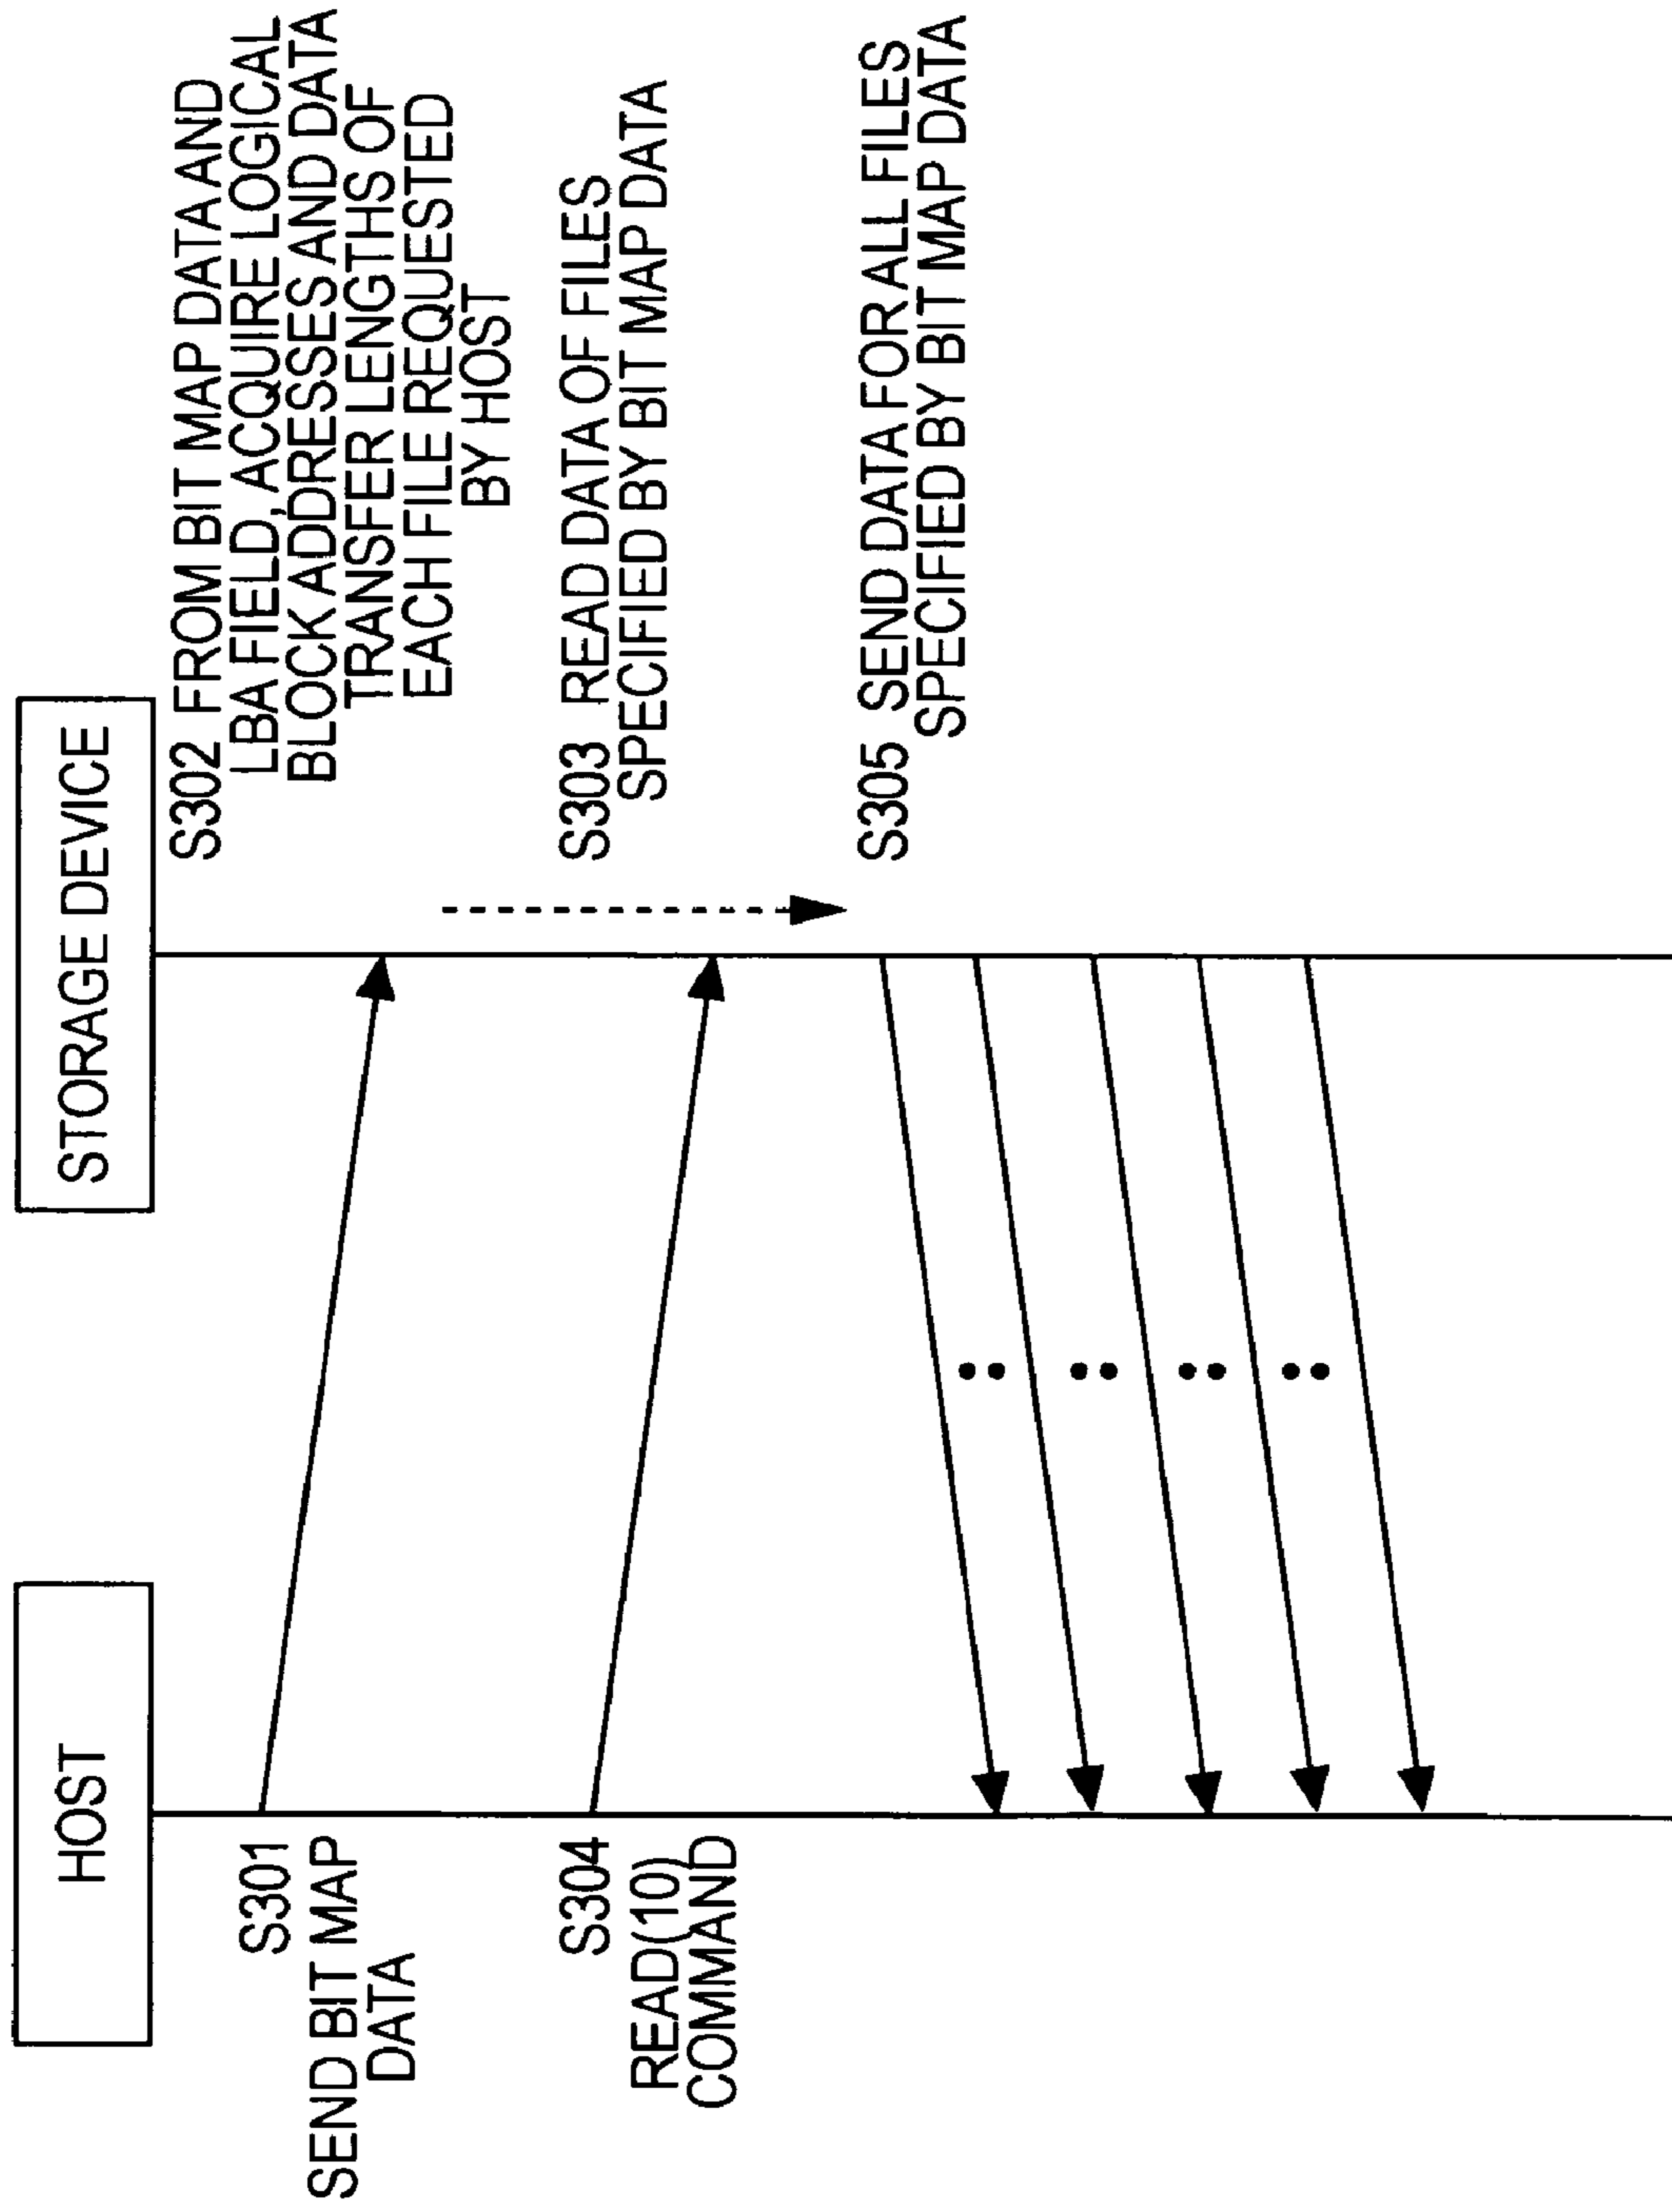 HOST
STORAGE DEVICE
S301
SEND BIT MAP
DATA
S302 FROM BIT MAP DATA AND
LBA FIELD, ACQUIRE LOGICAL
BLOCK ADDRESSES AND DATA
TRANSFER LENGTHS OF
EACH FILE REQUESTED
BY HOST
S304
READ(10)
COMMAND
S303 READ DATA OF FILES
SPECIFIED BY BIT MAP DATA
S305 SEND DATA FOR ALL FILES
SPECIFIED BY BIT MAP DATA